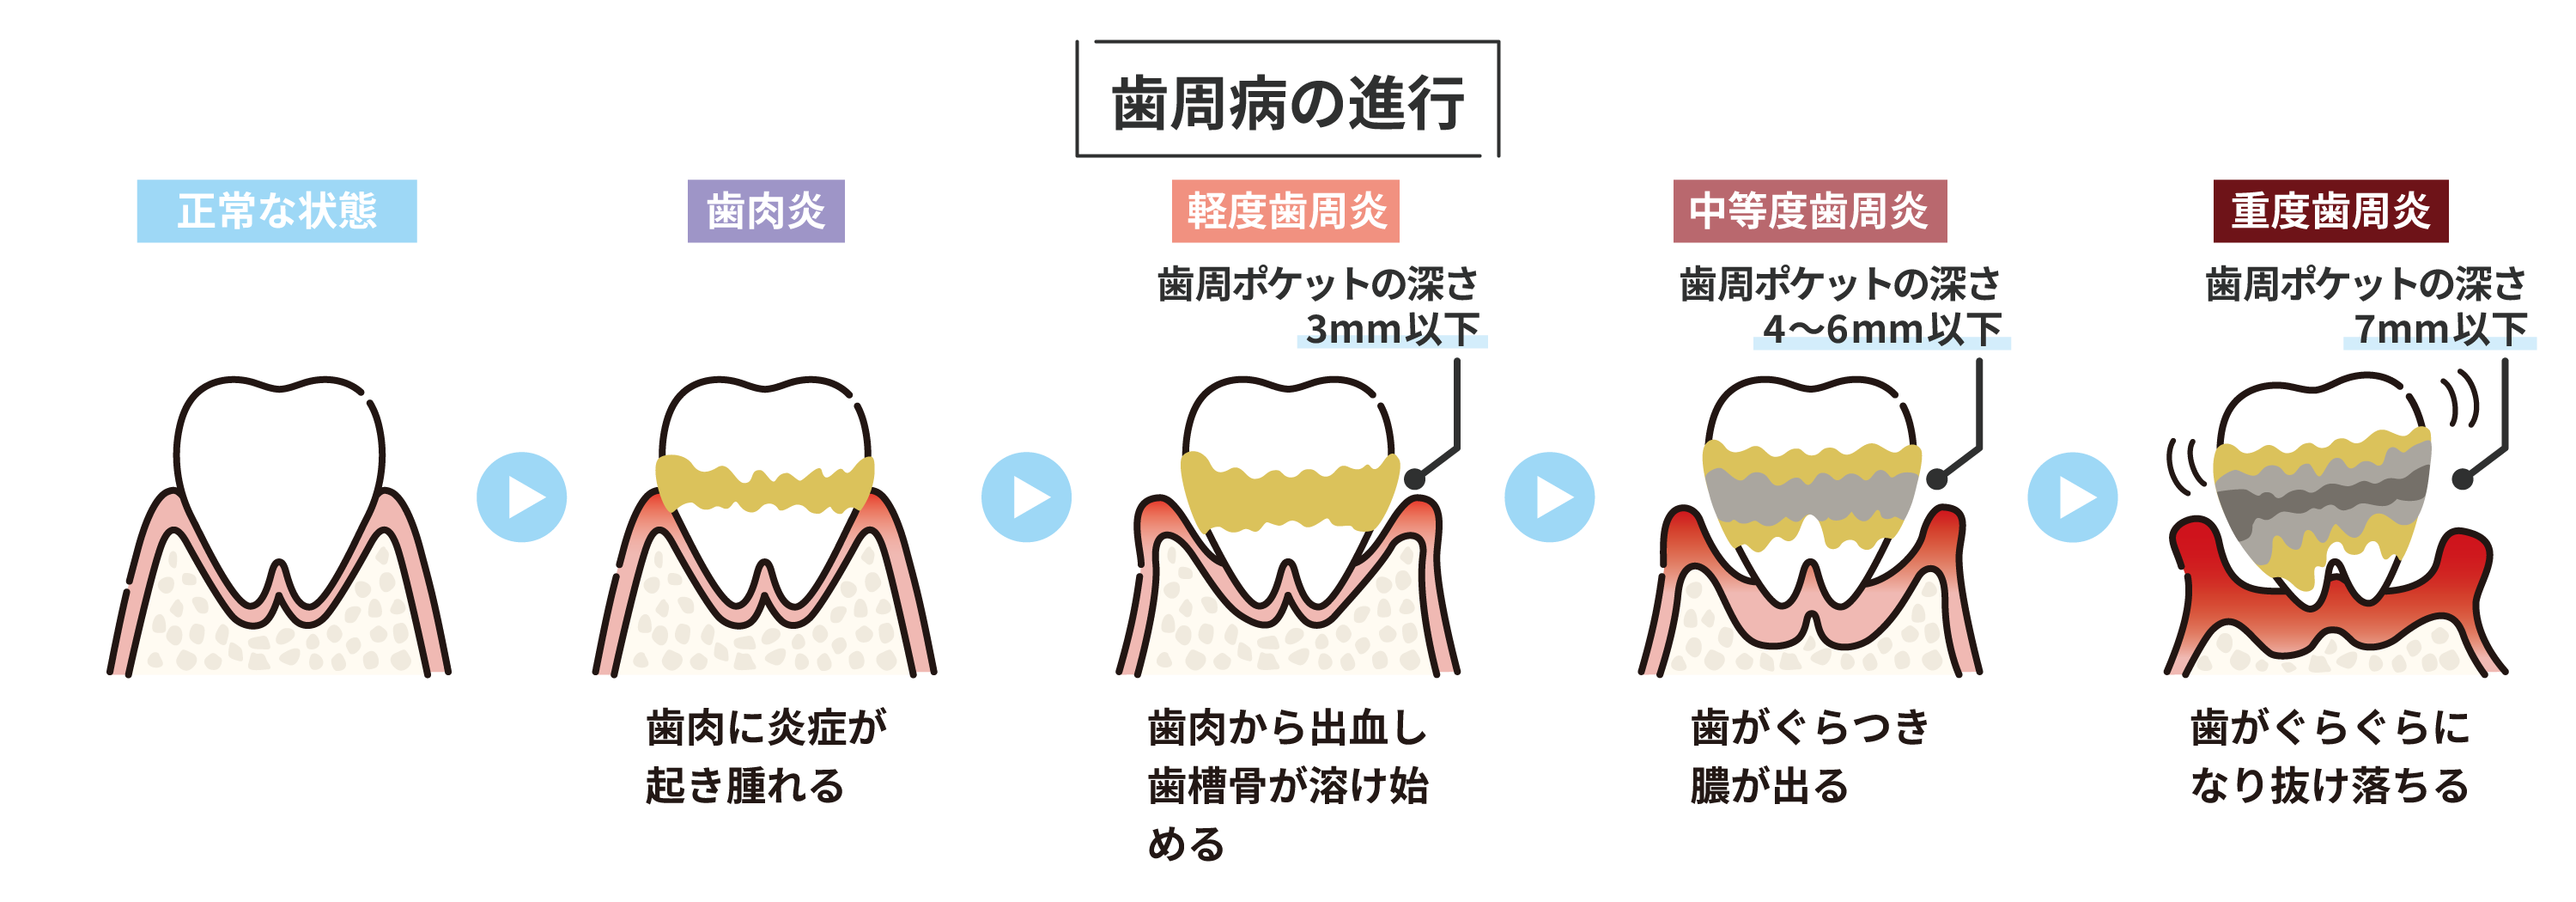 歯周病の進行
正常な状態
歯肉炎
歯肉に炎症が
起き腫れる
軽度歯周炎
歯周ポケットの深さ
3mm以下
歯肉から出血し
歯槽骨が溶け始
める
中等度歯周炎
歯周ポケットの深さ
4〜6mm以下
歯がぐらつき
膿が出る
重度歯周炎
歯周ポケットの深さ
7mm以下
歯がぐらぐらに
なり抜け落ちる